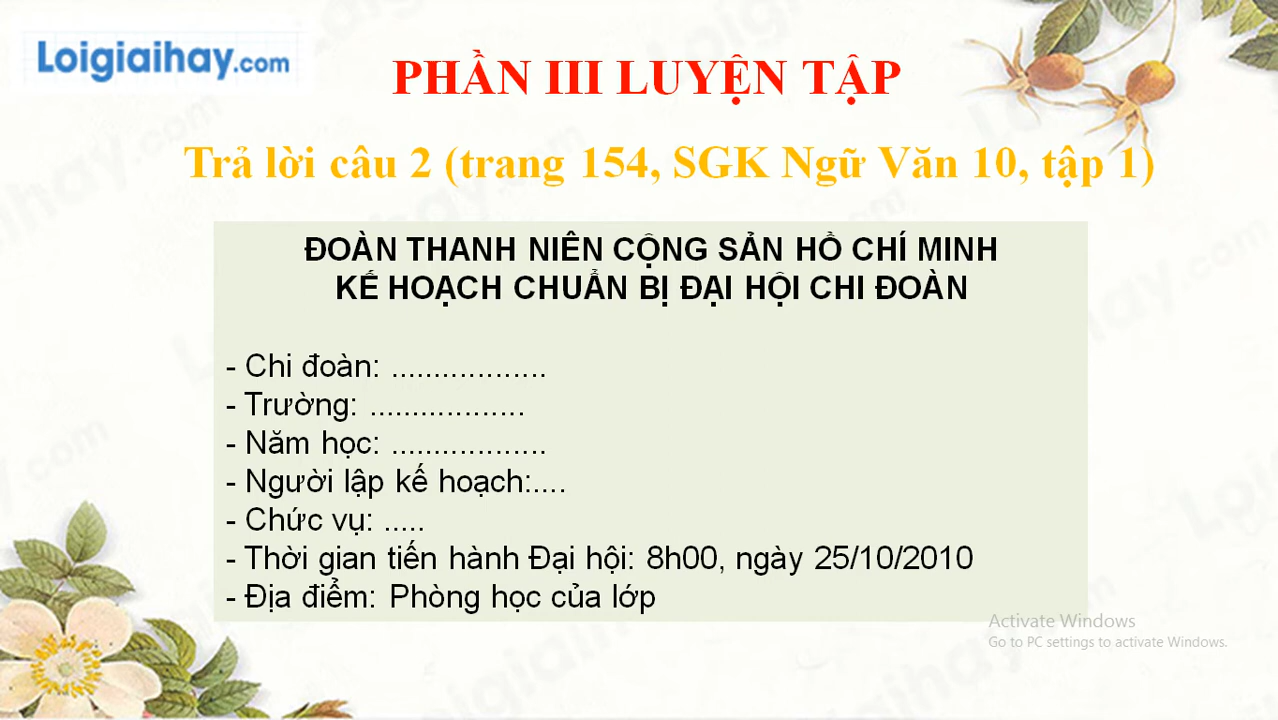 Loigiaihay.com
PHẦN III LUYỆN TẬP
Trả lời câu 2 (trang 154, SGK Ngữ Văn 10, tập 1)
ĐOÀN THANH NIÊN CỘNG SẢN HỒ CHÍ MINH
KẾ HOẠCH CHUẨN BỊ ĐẠI HỘI CHI ĐOÀN
- Chi đoàn: ..................
- Trường: ..................
- Năm học: ..................
- Người lập kế hoạch:....
- Chức vụ: .....
- Thời gian tiến hành Đại hội: 8h00, ngày 25/10/2010
- Địa điểm: Phòng học của lớp
Activate Windows
Go to PC settings to activate Windows.